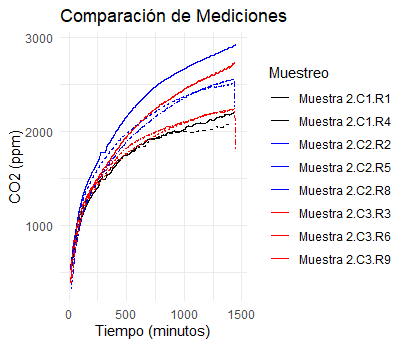 Comparación de Mediciones
3000
2000
1000
CO2 (ppm)
0
500
1000
1500
Tiempo (minutos)
Muestreo
Muestra 2.C1.R1
Muestra 2.C1.R4
Muestra 2.C2.R2
Muestra 2.C2.R5
Muestra 2.C2.R8
Muestra 2.C3.R3
Muestra 2.C3.R6
Muestra 2.C3.R9